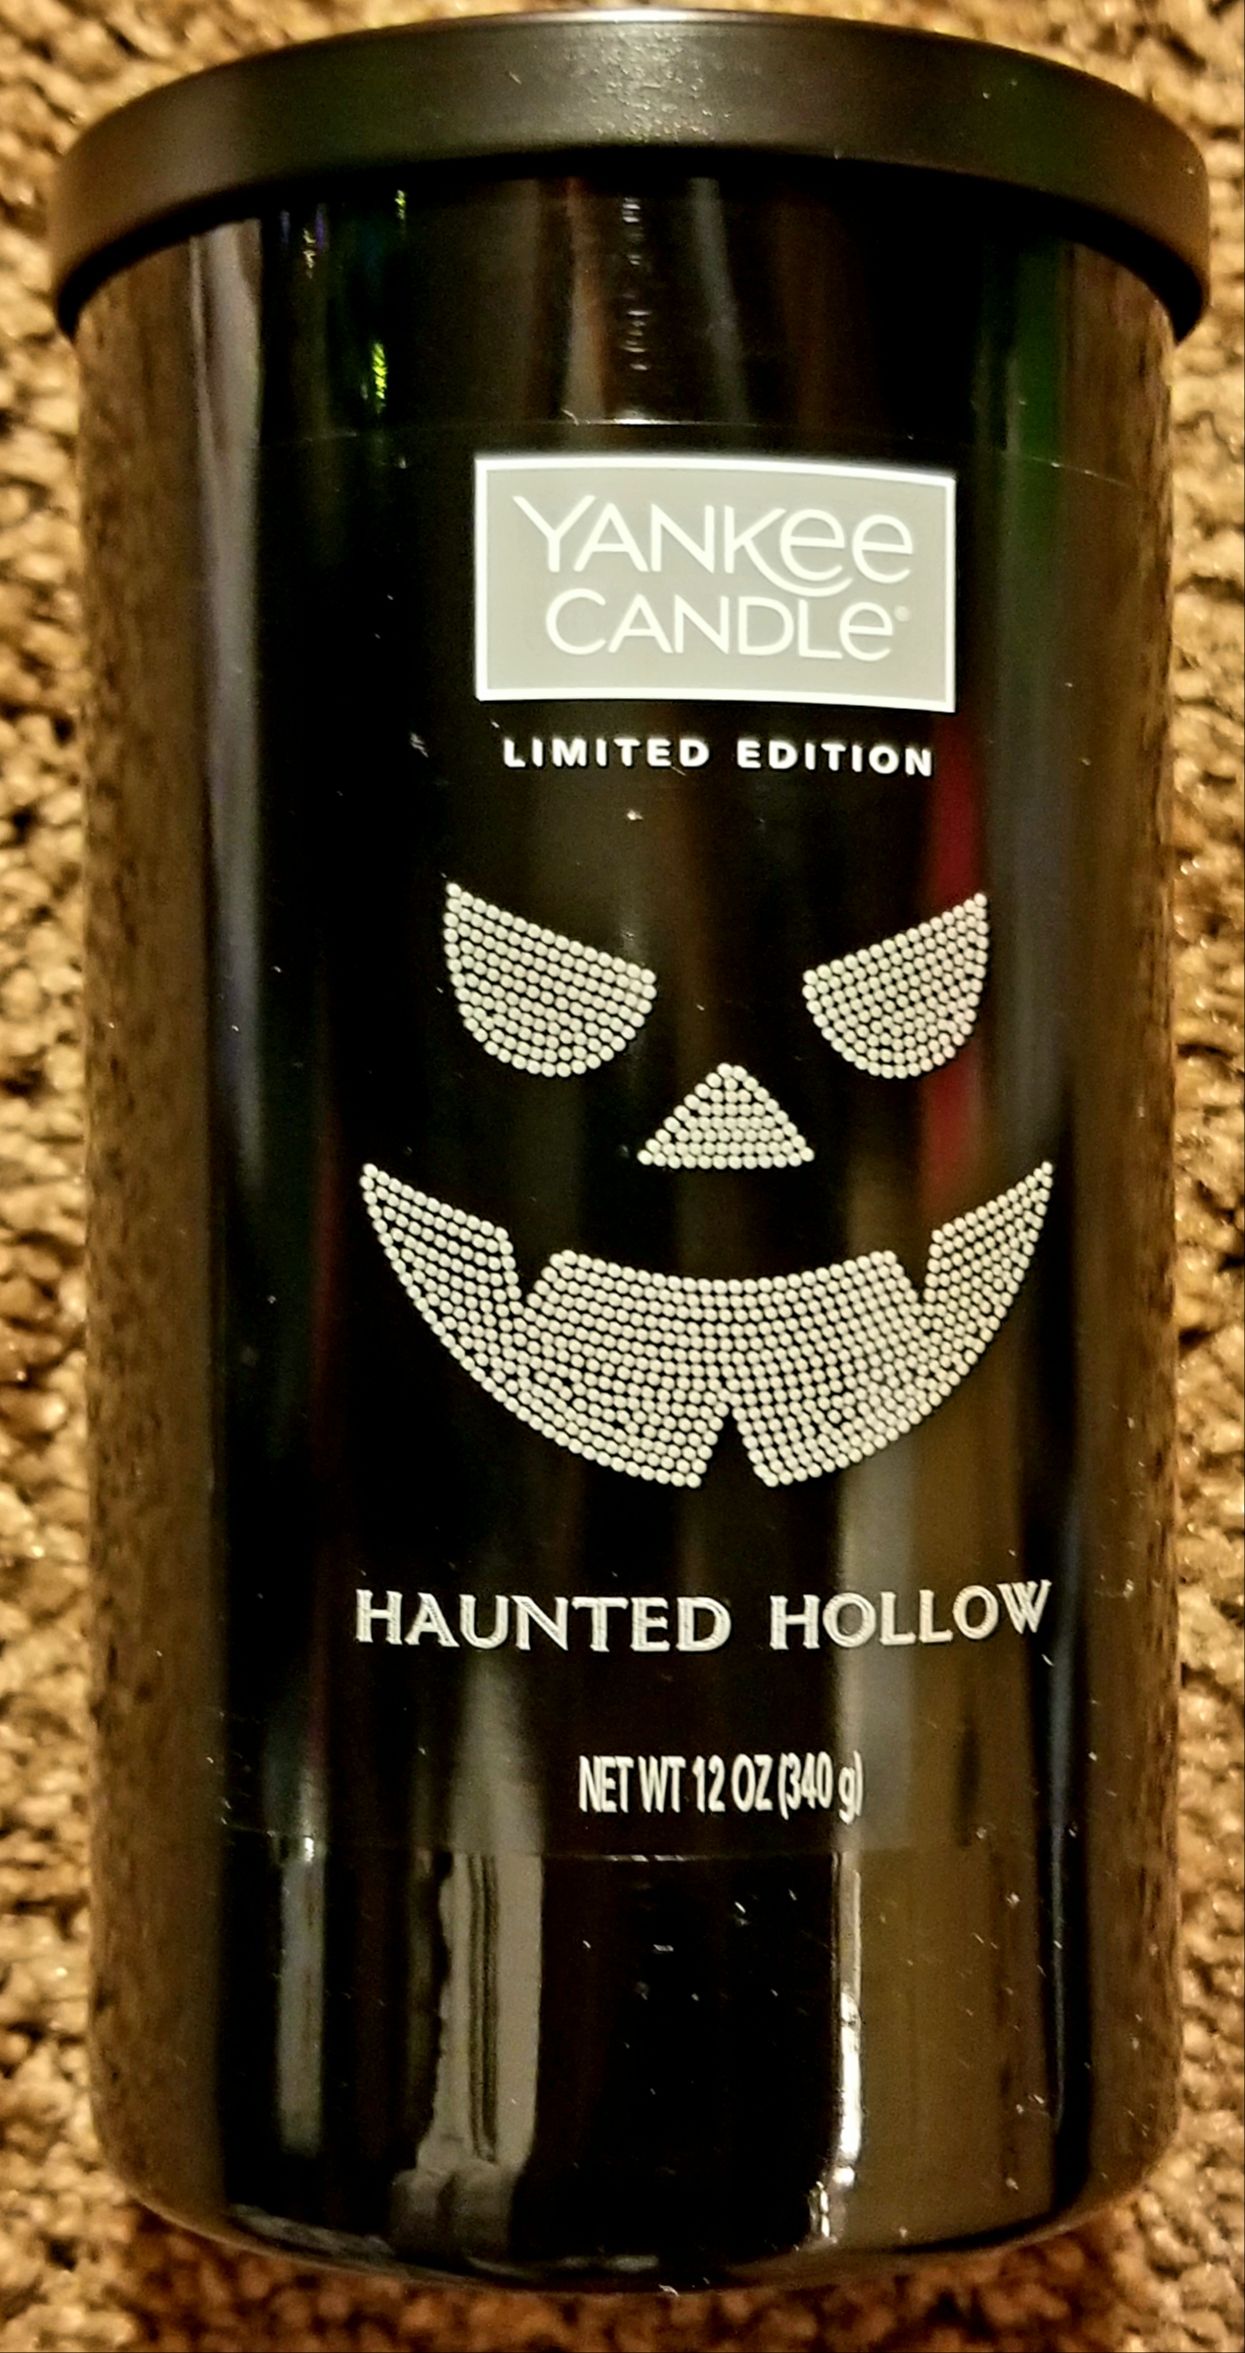 YANKEE
CANDLE®
LIMITED EDITION
HAUNTED HOLLOW
NET WT 12 OZ (340 g)